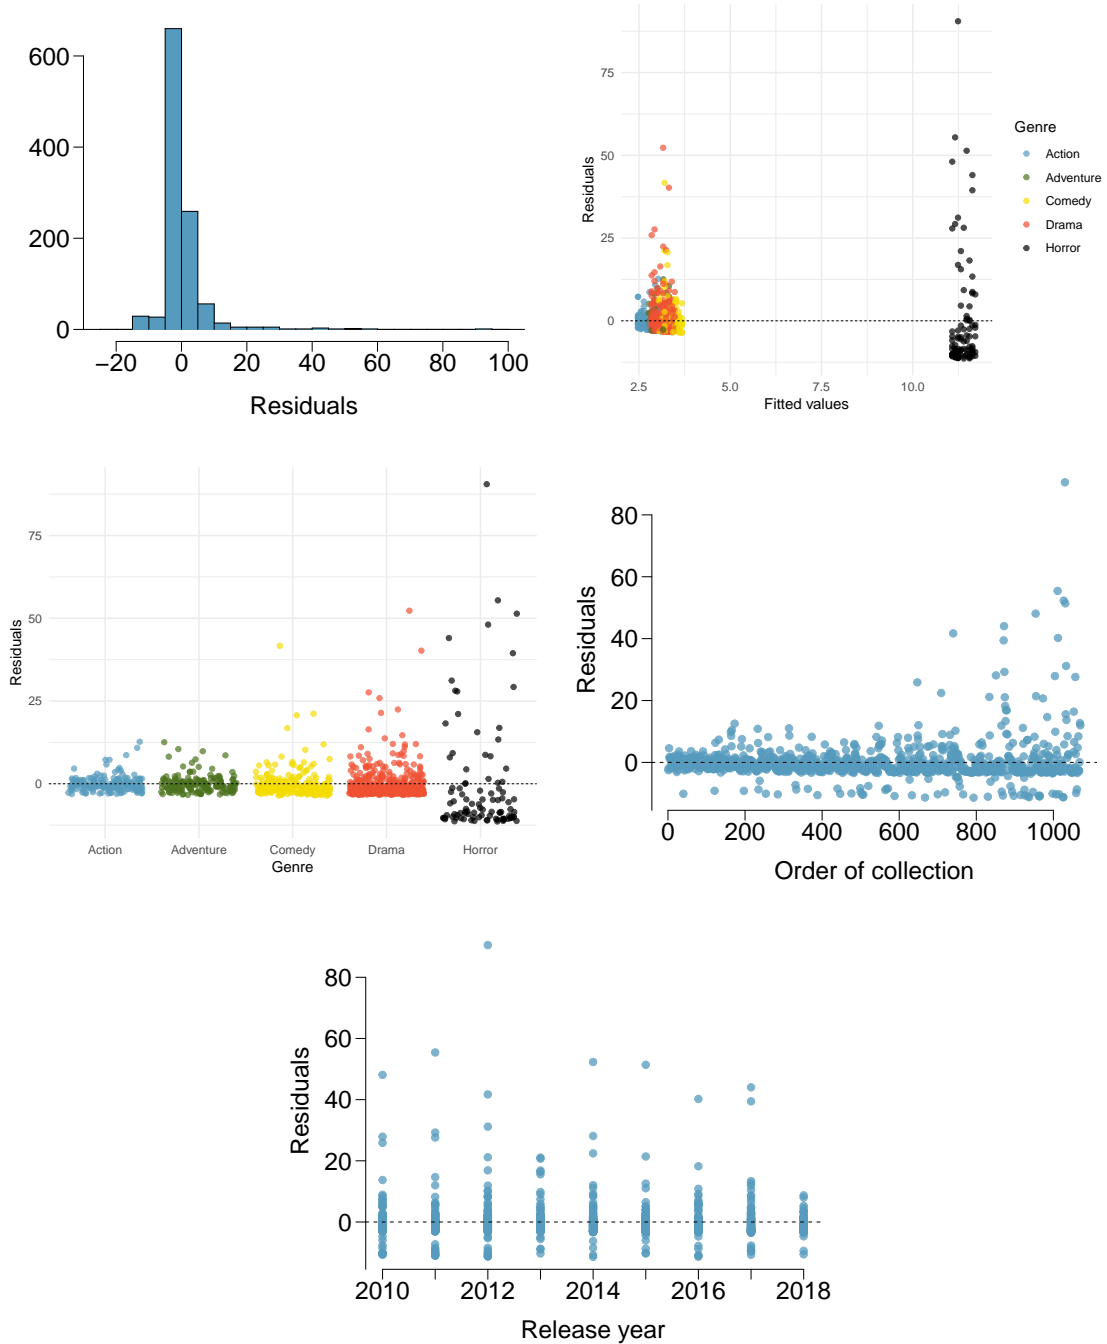 600
400
200
0
−20 0 20 40 60 80 100
Residuals
75
50
25
0
Residuals
2.5 5.0 7.5 10.0
Fitted values
Genre
Action
Adventure
Comedy
Drama
Horror
75
50
25
0
Residuals
Action Adventure Comedy Drama Horror
Genre
80
60
40
20
0
Residuals
0 200 400 600 800 1000
Order of collection
80
60
40
20
0
Residuals
2010 2012 2014 2016 2018
Release year